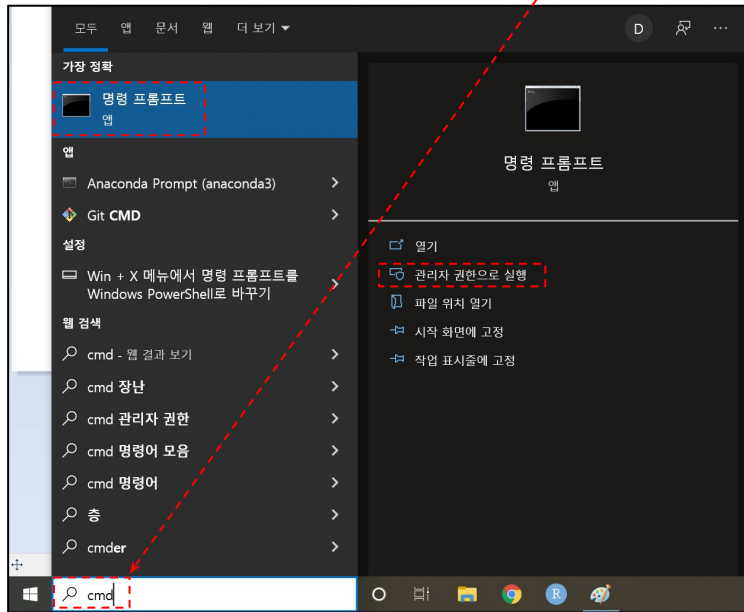 모두 앱 문서 웹 더 보기
D
가장 정확
명령 프롬프트
앱
앱
Anaconda Prompt (anaconda3)
Git CMD
설정
Win + X 메뉴에서 명령 프롬프트를
Windows PowerShell로 바꾸기
웹 검색
cmd - 웹 결과 보기
cmd 장난
cmd 관리자 권한
cmd 명령어 모음
cmd 명령어
층
cmder
cmd
명령 프롬프트
앱
열기
관리자 권한으로 실행
파일 위치 열기
시작 화면에 고정
작업 표시줄에 고정
R